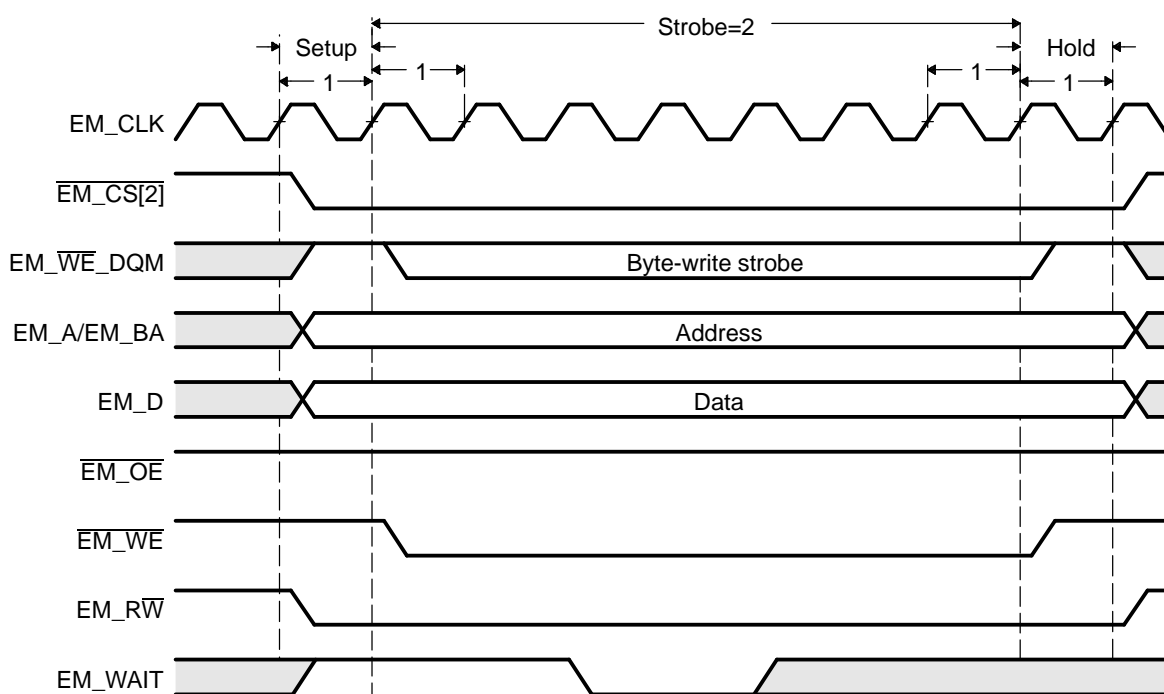 Strobe=2
Setup
Hold
1
1
1
1
EM_CLK
EM_CS[2]
EM_WE_DQM
Byte-write strobe
EM_A/EM_BA
Address
EM_D
Data
EM_OE
EM_WE
EM_RW
EM_WAIT